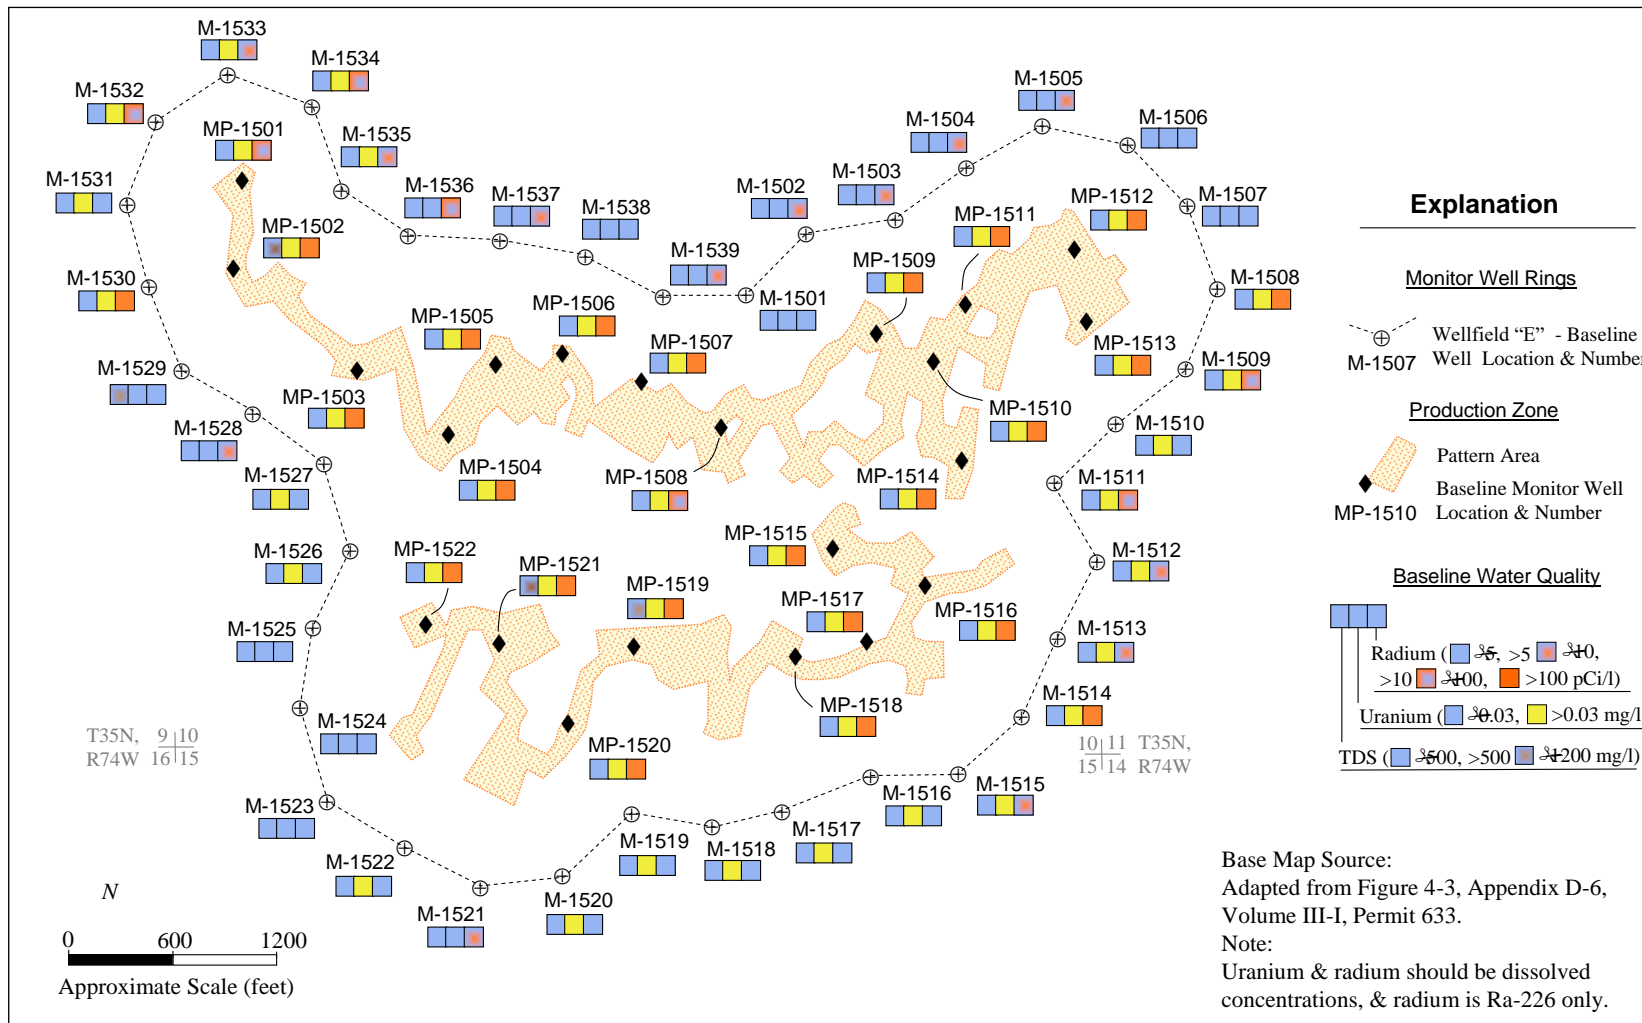 M-1533
M-1534
M-1532
MP-1501
M-1535
M-1531
M-1536
M-1537
M-1538
MP-1502
M-1530
M-1539
M-1502
M-1503
M-1504
M-1505
M-1506
M-1507
MP-1512
MP-1511
MP-1509
M-1501
M-1508
MP-1505
MP-1506
MP-1507
MP-1513
M-1509
M-1529
MP-1503
MP-1510
M-1510
M-1528
M-1527
MP-1504
MP-1508
MP-1514
M-1511
M-1526
MP-1522
MP-1521
MP-1519
MP-1515
MP-1517
MP-1516
M-1512
M-1525
M-1513
M-1524
MP-1518
M-1514
MP-1520
T35N, 9 10
R74W 16 15
10 11 T35N,
15 14 R74W
M-1523
M-1522
M-1521
M-1520
M-1519
M-1518
M-1517
M-1516
M-1515
N
0 600 1200
Approximate Scale (feet)
Explanation
Monitor Well Rings
Wellfield “E” - Baseline
M-1507 Well Location & Number
Production Zone
Pattern Area
Baseline Monitor Well
MP-1510 Location & Number
Baseline Water Quality
Radium ( 5, >5 10,
>10 100, >100 pCi/l)
Uranium ( 0.03, >0.03 mg/l
TDS ( 500, >500 1200 mg/l)
Base Map Source:
Adapted from Figure 4-3, Appendix D-6,
Volume III-I, Permit 633.
Note:
Uranium & radium should be dissolved
concentrations, & radium is Ra-226 only.